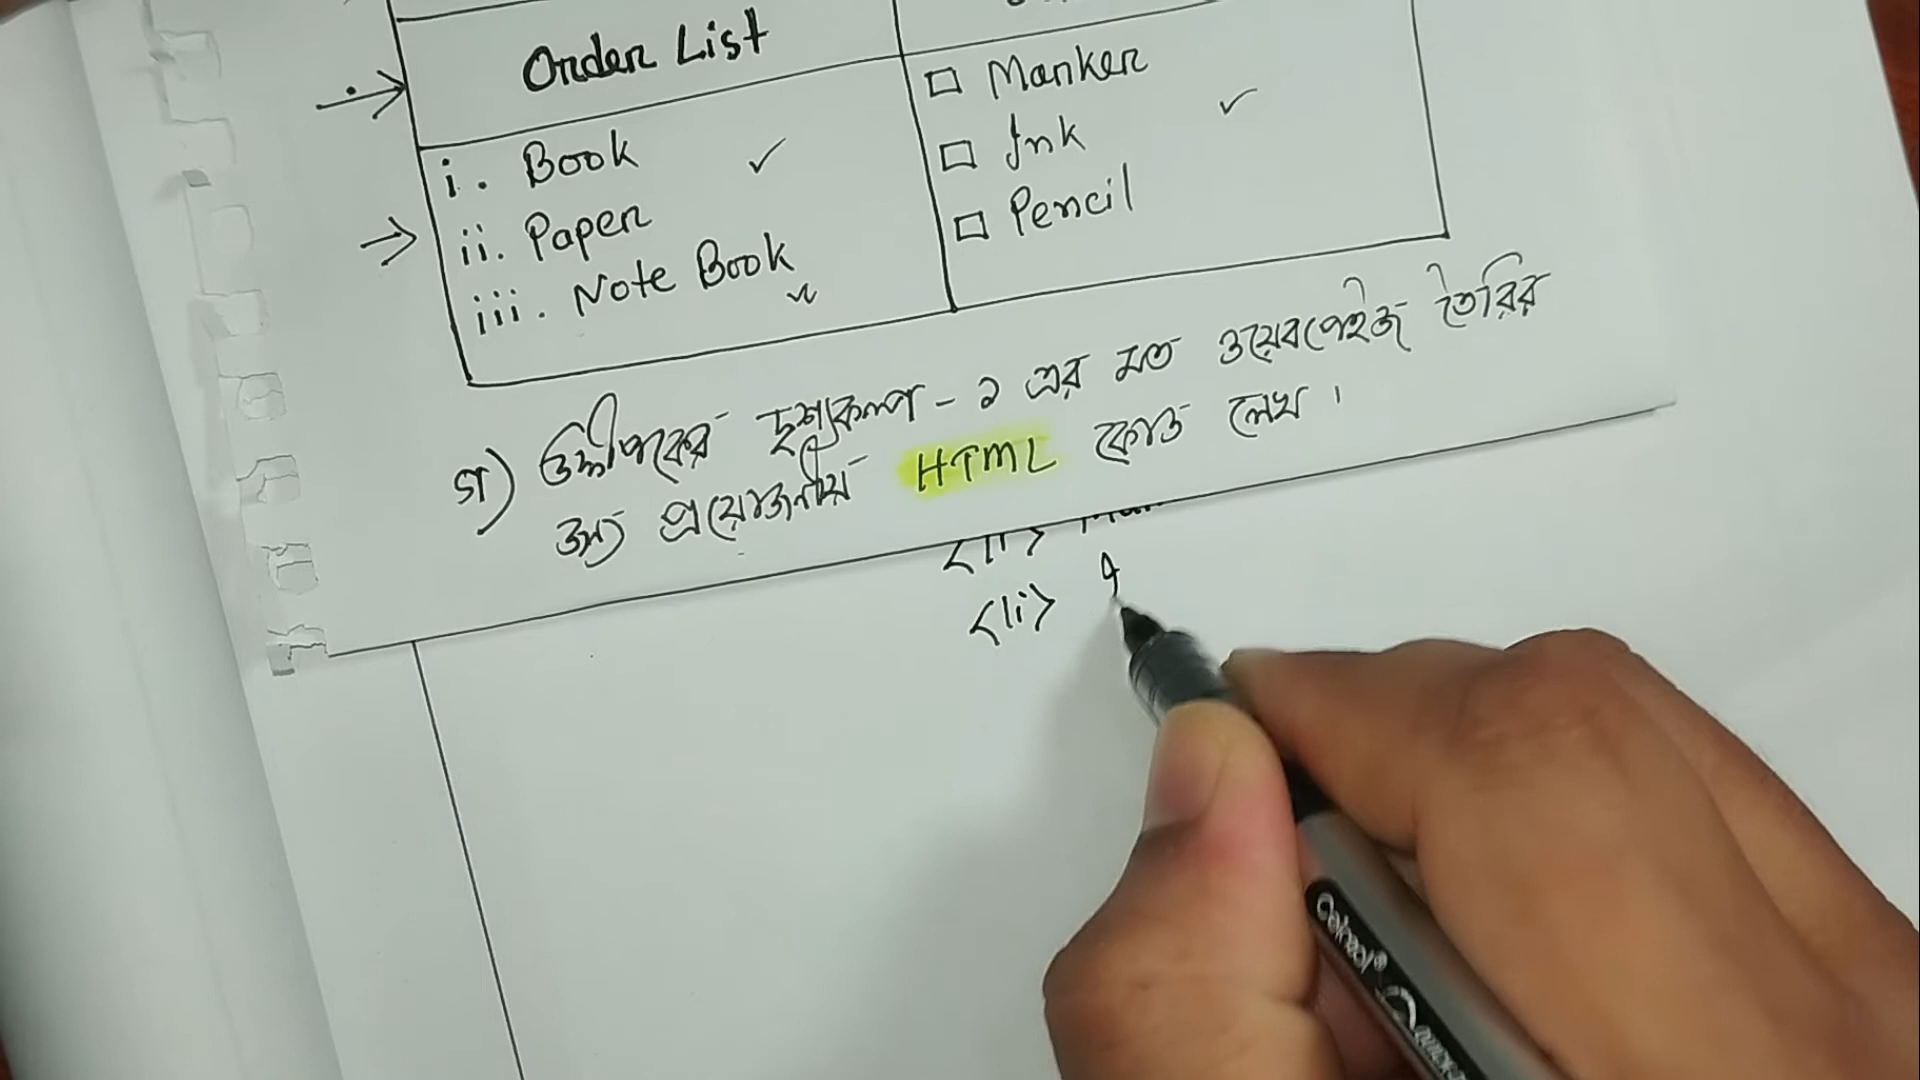 Order List
i. Book
ii. Paper
iii. Note Book
Marker
Ink
Pencil
গ) উদ্দীপকের দৃশ্যকল্প - ১ এর মত ওয়েবপেইজ তৈরির
জন্য প্রয়োজনীয় HTML কোড লেখ।
<li>
<li>